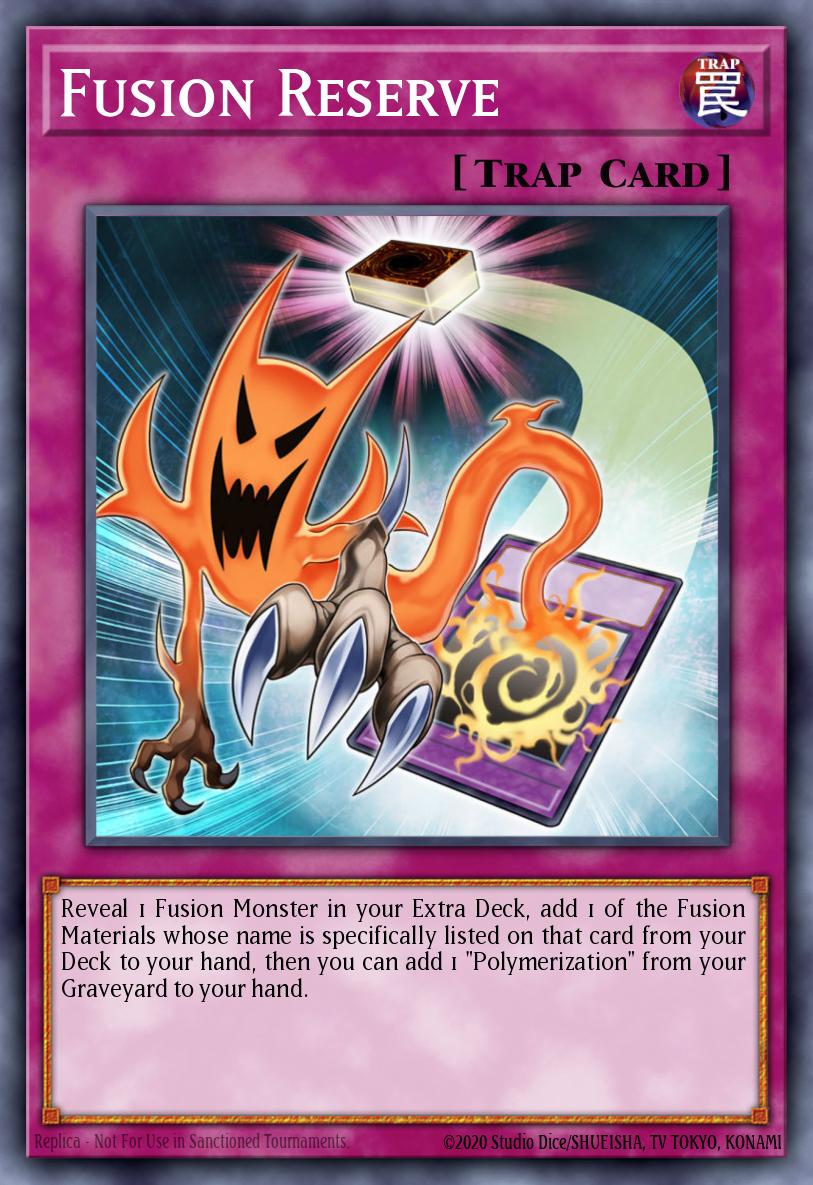 Fusion Reserve
TRAP
罠
[Trap Card]
Reveal 1 Fusion Monster in your Extra Deck, add 1 of the Fusion
Materials whose name is specifically listed on that card from your
Deck to your hand, then you can add 1 "Polymerization" from your
Graveyard to your hand.
Replica - Not For Use in Sanctioned Tournaments.
©2020 Studio Dice/SHUEISHA, TV TOKYO, KONAMI